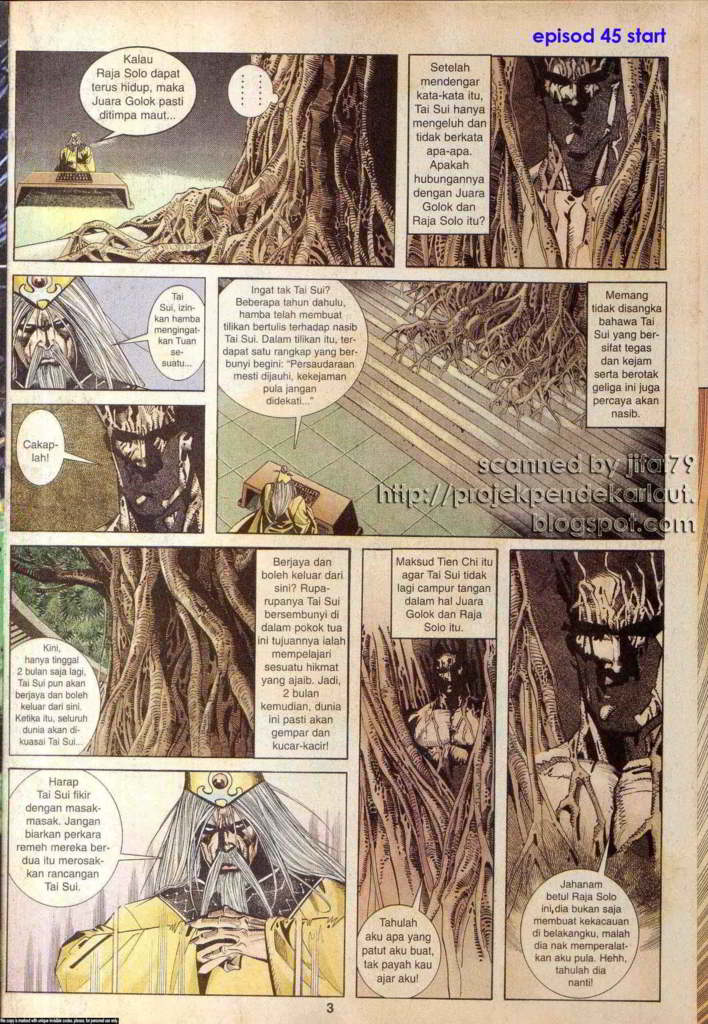 episod 45 start
Kalau
Raja Solo dapat
terus hidup, maka
Juara Golok pasti
ditimpa maut...
Setelah
mendengar
kata-kata itu,
Tai Sui hanya
mengeluh dan
tidak berkata
apa-apa.
Apakah
hubungannya
dengan Juara
Golok dan
Raja Solo itu?
Tai
Sui, izin-
kan hamba
mengingat-
kan Tuan
se-
suatu...
Ingat tak Tai Sui?
Beberapa tahun dahulu,
hamba telah membuat
tilikan bertulis terhadap nasib
Tai Sui. Dalam tilikan itu, ter-
dapat satu rangkap yang ber-
bunyi begini: "Persaudaraan
mesti dijauhi, kekejaman
pula jangan
didekati..."
Memang
tidak disangka
bahawa Tai
Sui yang ber-
sifat tegas
dan kejam
serta berotak
geliga ini juga
percaya akan
nasib.
Cakap-
lah!
scanned by jifai79
http://projekpendekarlaut.
blogspot.com
Kini,
hanya tinggal
2 bulan saja lagi,
Tai Sui pun akan
berjaya dan boleh
keluar dari sini.
Ketika itu, seluruh
dunia akan di-
kuasai Tai Sui...
Berjaya dan
boleh keluar dari
sini? Rupa-
rupanya Tai Sui
bersembunyi di
dalam pokok tua
ini tujuannya ialah
mempelajari
sesuatu hikmat
yang ajaib. Jadi,
2 bulan
kemudian, dunia
ini pasti akan
gempar dan
kucar-kacir!
Maksud Tien Chi itu
agar Tai Sui tidak
lagi campur tangan
dalam hal Juara
Golok dan Raja
Solo itu.
Harap
Tai Sui fikir
dengan masak-
masak. Jangan
biarkan perkara
remeh mereka ber-
dua itu merosak-
kan rancangan
Tai Sui.
Tahulah
aku apa yang
patut aku buat,
tak payah kau
ajar aku!
Jahanam
betul Raja Solo
ini,dia bukan saja
membuat kekacauan
di belakangku, malah
dia nak memperalat-
kan aku pula. Hehh,
tahulah dia
nanti!
3